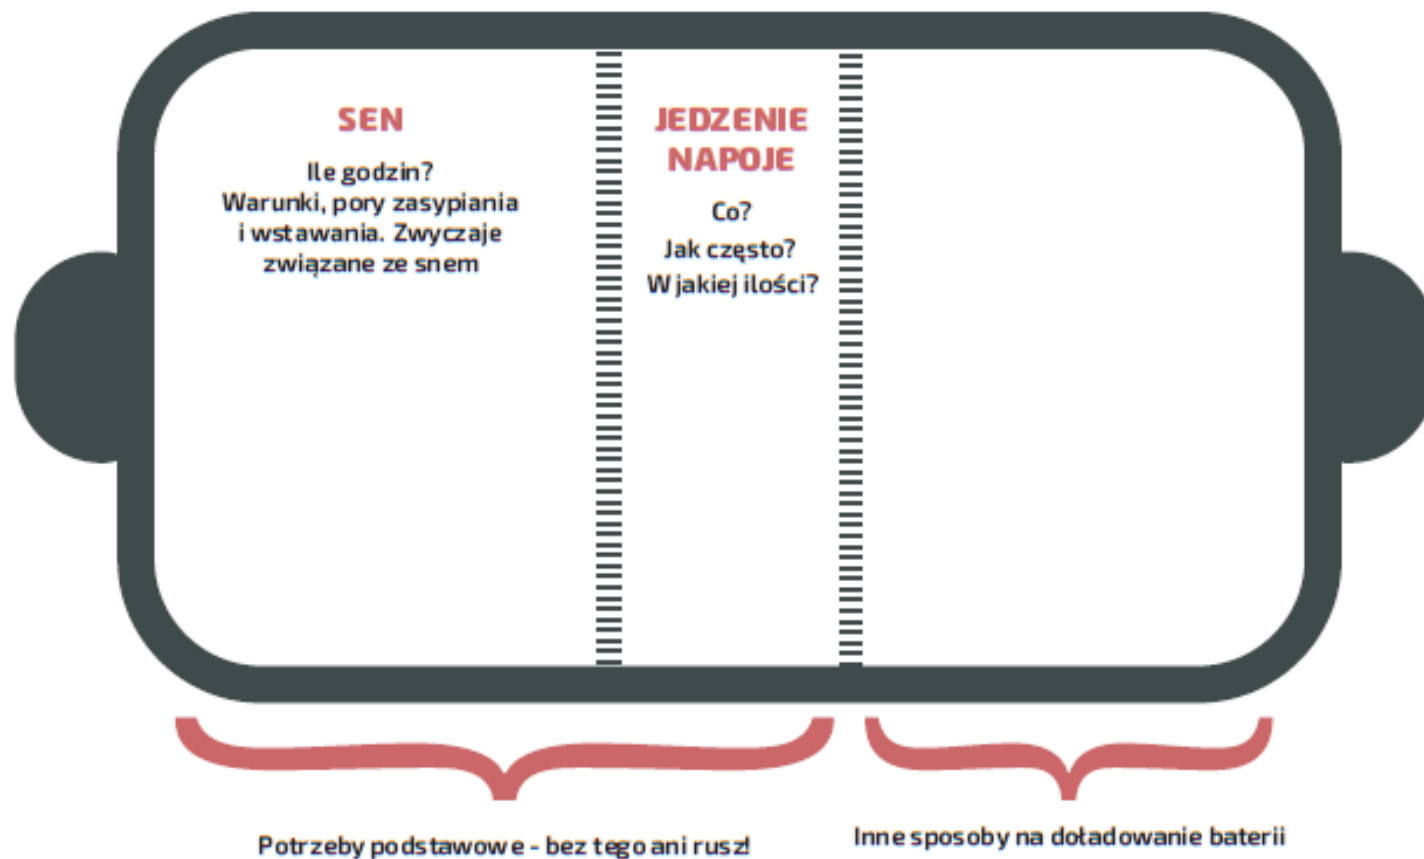 SEN
Ile godzin?
Warunki, pory zasypiania
i wstawania. Zwyczaje
związane ze snem
JEDZENIE
NAPOJE
Co?
Jak często?
W jakiej ilości?
Potrzeby podstawowe - bez tego ani rusz!
Inne sposoby na doładowanie baterii